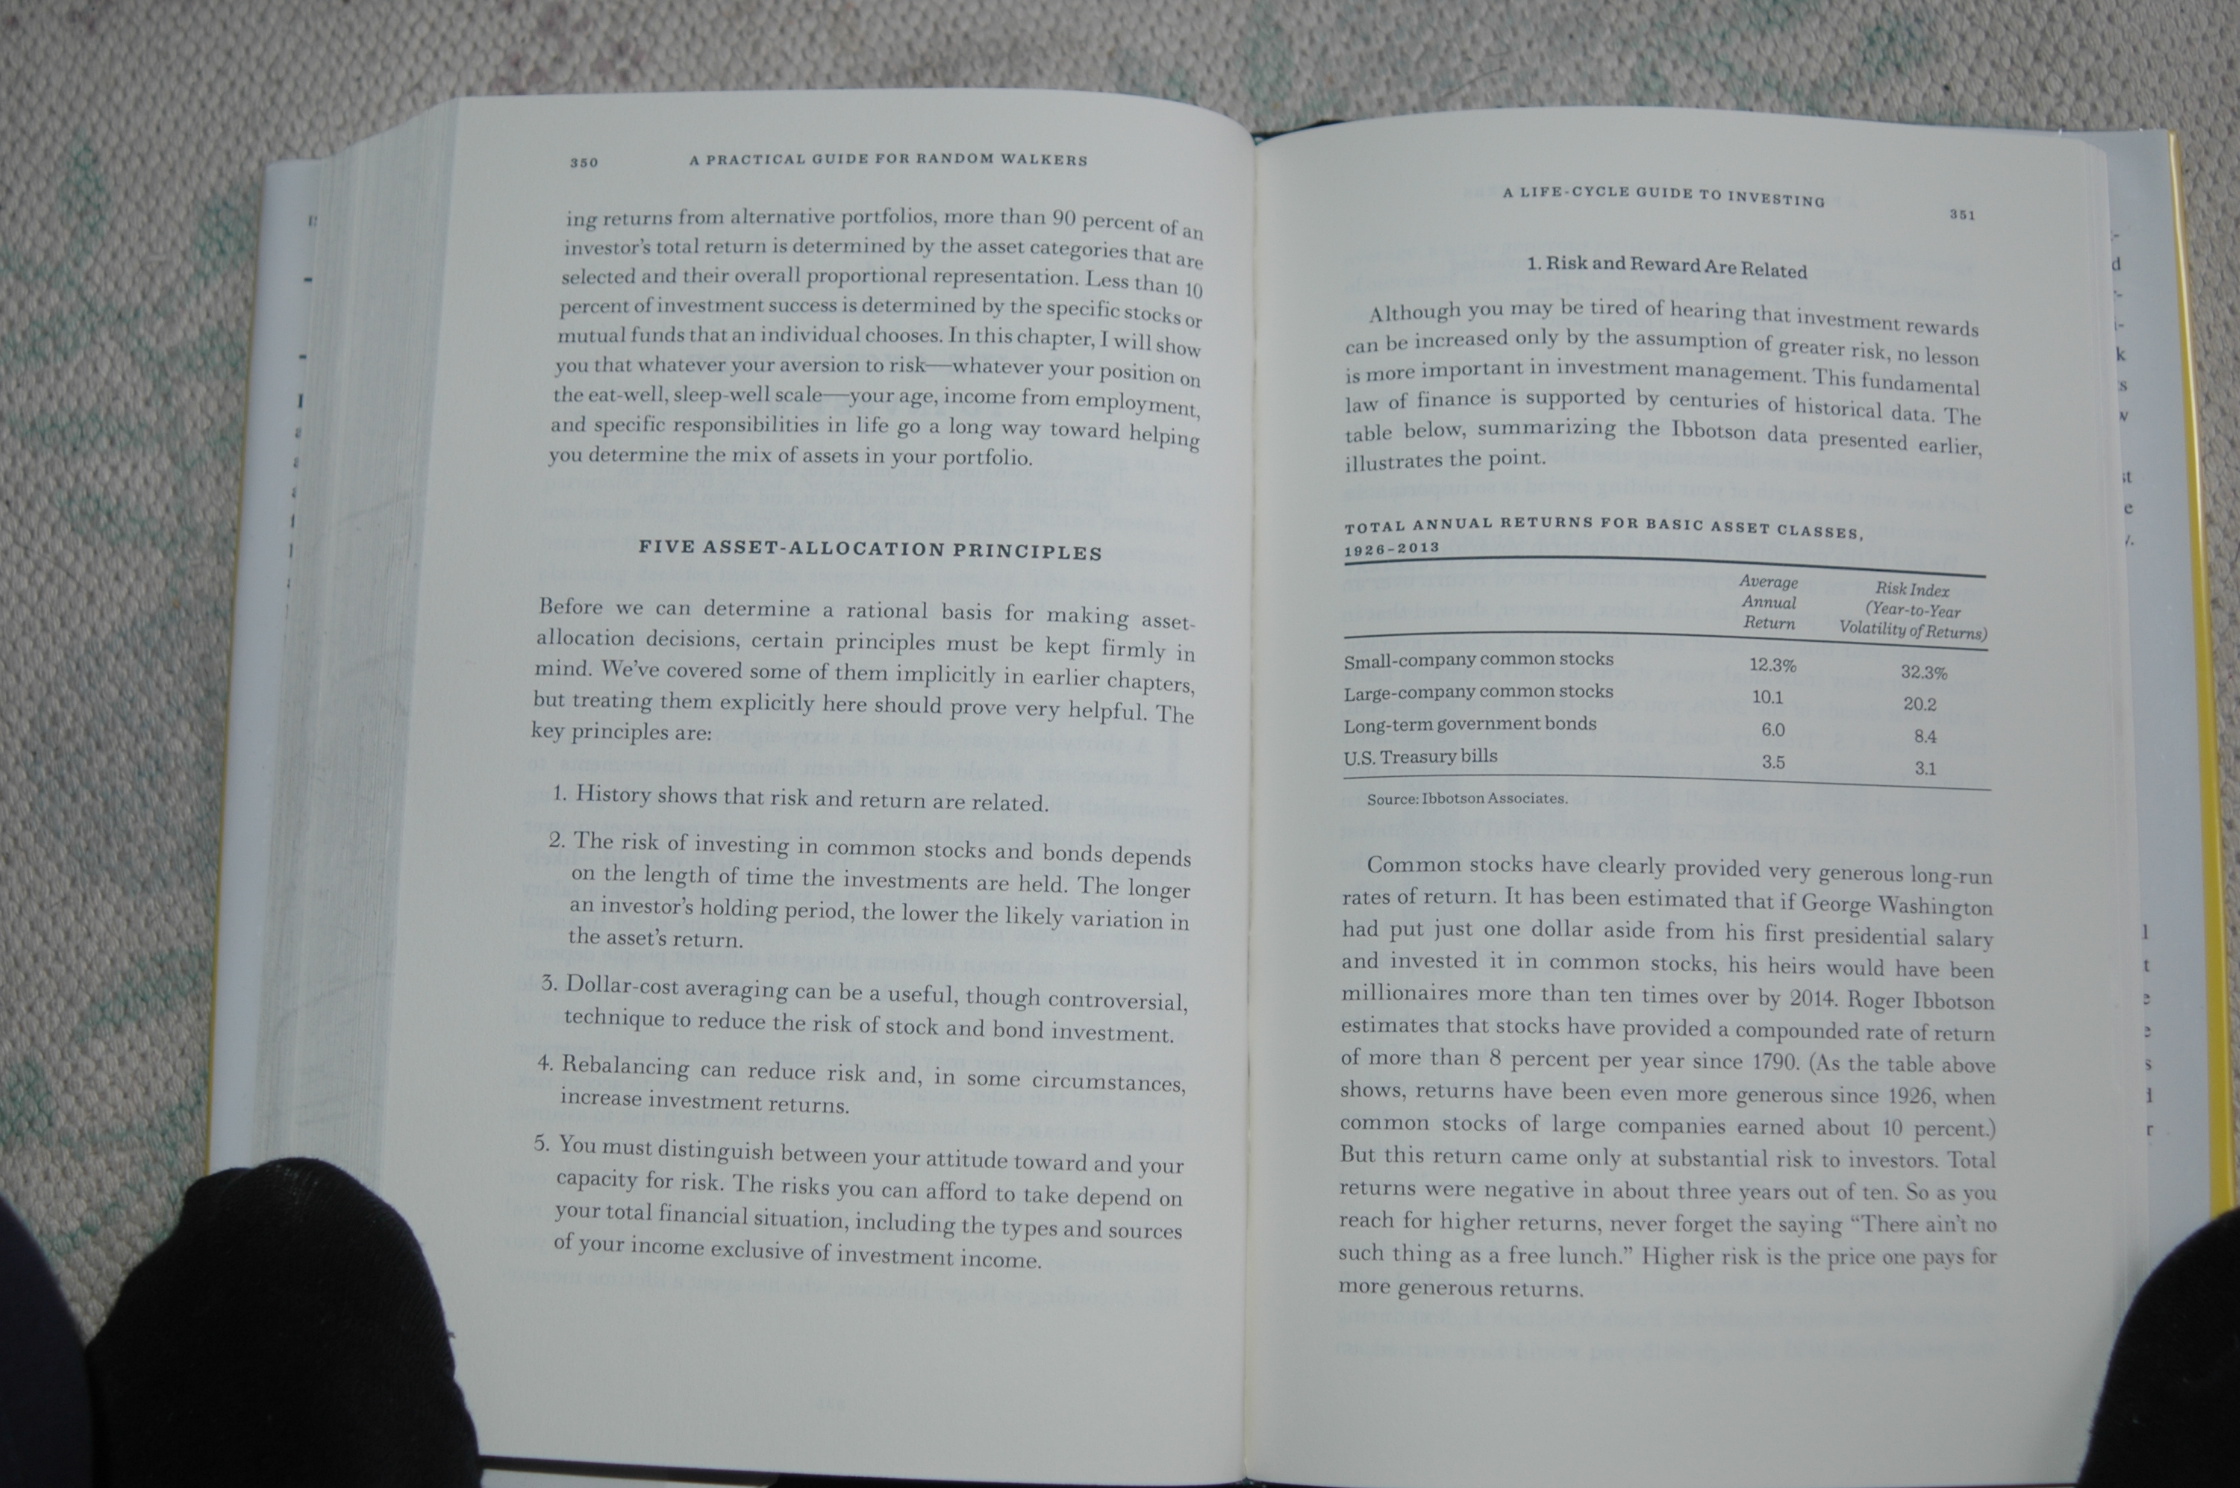 350 A PRACTICAL GUIDE FOR RANDOM WALKERS
ing returns from alternative portfolios, more than 90 percent of an
investor's total return is determined by the asset categories that are
selected and their overall proportional representation. Less than 10
percent of investment success is determined by the specific stocks or
mutual funds that an individual chooses. In this chapter, I will show
you that whatever your aversion to risk—whatever your position on
the eat-well, sleep-well scale—your age, income from employment,
and specific responsibilities in life go a long way toward helping
you determine the mix of assets in your portfolio.
FIVE ASSET-ALLOCATION PRINCIPLES
Before we can determine a rational basis for making asset-
allocation decisions, certain principles must be kept firmly in
mind. We've covered some of them implicitly in earlier chapters,
but treating them explicitly here should prove very helpful. The
key principles are:
1. History shows that risk and return are related.
2. The risk of investing in common stocks and bonds depends
on the length of time the investments are held. The longer
an investor's holding period, the lower the likely variation in
the asset's return.
3. Dollar-cost averaging can be a useful, though controversial,
technique to reduce the risk of stock and bond investment.
4. Rebalancing can reduce risk and, in some circumstances,
increase investment returns.
5. You must distinguish between your attitude toward and your
capacity for risk. The risks you can afford to take depend on
your total financial situation, including the types and sources
of your income exclusive of investment income.
A LIFE-CYCLE GUIDE TO INVESTING 351
1. Risk and Reward Are Related
Although you may be tired of hearing that investment rewards
can be increased only by the assumption of greater risk, no lesson
is more important in investment management. This fundamental
law of finance is supported by centuries of historical data. The
table below, summarizing the Ibbotson data presented earlier,
illustrates the point.
TOTAL ANNUAL RETURNS FOR BASIC ASSET CLASSES,
1926–2013
Average Risk Index
Annual (Year-to-Year
Return Volatility of Returns)
Small-company common stocks 12.3% 32.3%
Large-company common stocks 10.1 20.2
Long-term government bonds 6.0 8.4
U.S. Treasury bills 3.5 3.1
Source: Ibbotson Associates.
Common stocks have clearly provided very generous long-run
rates of return. It has been estimated that if George Washington
had put just one dollar aside from his first presidential salary
and invested it in common stocks, his heirs would have been
millionaires more than ten times over by 2014. Roger Ibbotson
estimates that stocks have provided a compounded rate of return
of more than 8 percent per year since 1790. (As the table above
shows, returns have been even more generous since 1926, when
common stocks of large companies earned about 10 percent.)
But this return came only at substantial risk to investors. Total
returns were negative in about three years out of ten. So as you
reach for higher returns, never forget the saying “There ain't no
such thing as a free lunch.” Higher risk is the price one pays for
more generous returns.